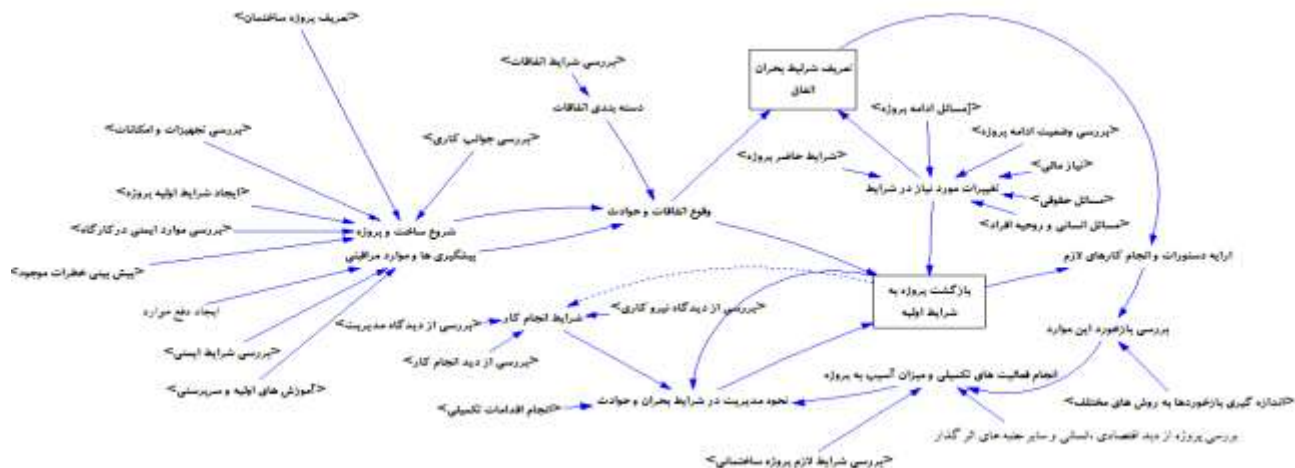 <تعریف پروژه ساختمان>
<بررسی شرایط اتفاقات>
تعریف شرایط بحران
اتفاق
دسته بندی اتفاقات
<مسائل ادامه پروژه>
<بررسی تجهیزات و امکانات>
<بررسی جوانب کاری>
<بررسی وضعیت ادامه پروژه>
<شرایط حاضر پروژه>
<نیاز مالی>
<ایجاد شرایط اولیه پروژه>
تغییرات مورد نیاز در شرایط
<مسائل حقوقی>
وقوع اتفاقات و حوادث
<مسائل انسانی و روحیه افراد>
<بررسی موارد ایمنی در کارگاه>
شروع ساخت و پروژه
پیشگیری ها و موارد مراقبتی
ارایه دستورات و انجام کارهای لازم
<پیش بینی خطرات موجود>
بازگشت پروژه به
شرایط اولیه
ایجاد دفع موارد
<بررسی از دیدگاه نیرو کاری>
شرایط انجام کار
<بررسی از دیدگاه مدیریت>
بررسی بازخورد این موارد
<بررسی شرایط ایمنی>
<بررسی از دید انجام کار>
انجام فعالیت های تکمیلی و میزان آسیب به پروژه
<آموزش های اولیه و سرپرستی>
نحوه مدیریت در شرایط بحران و حوادث
<انجام اقدامات تکمیلی>
<اندازه گیری بازخوردها به روش های مختلف>
بررسی پروژه از دید اقتصادی ،انسانی و سایر جنبه های اثر گذار
<بررسی شرایط لازم پروژه ساختمانی>